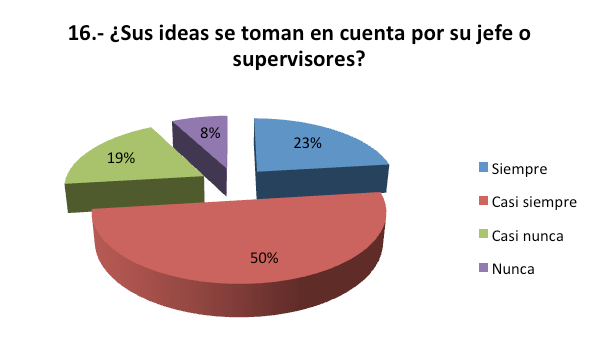 16.- ¿Sus ideas se toman en cuenta por su jefe o
supervisores?
8%
23%
19%
50%
Siempre
Casi siempre
Casi nunca
Nunca